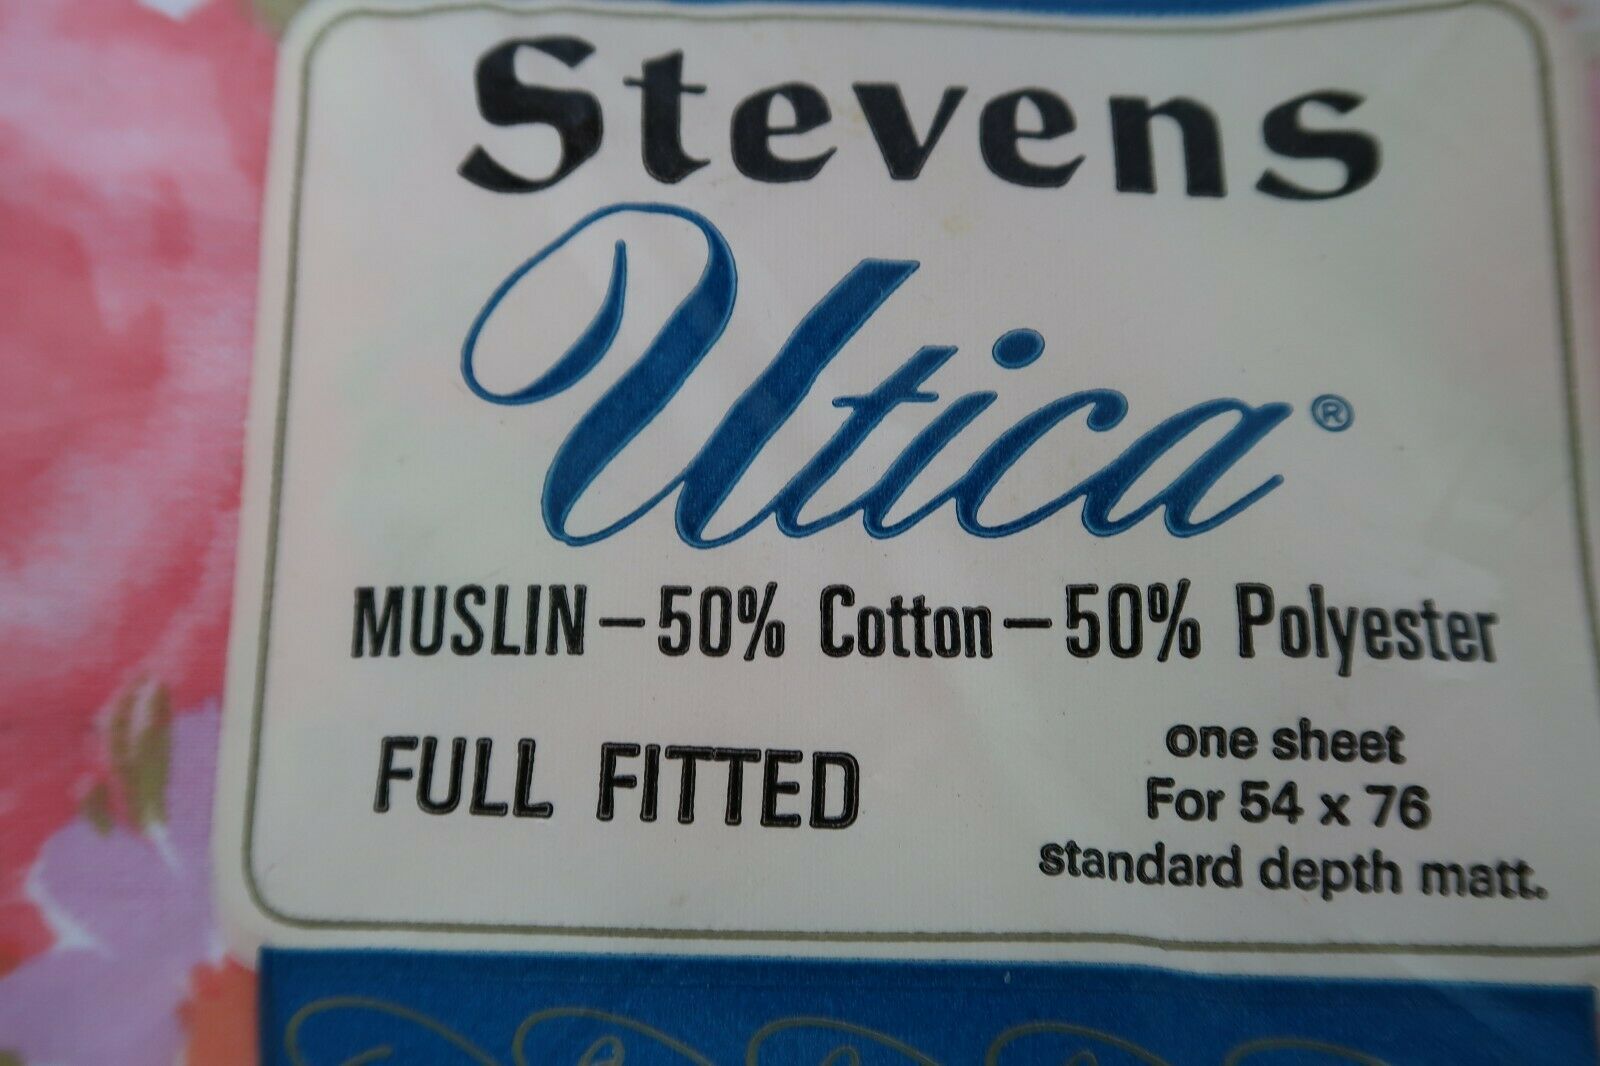 Stevens
Utica®
MUSLIN–50% Cotton–50% Polyester
FULL FITTED
one sheet
For 54 x 76
standard depth matt.